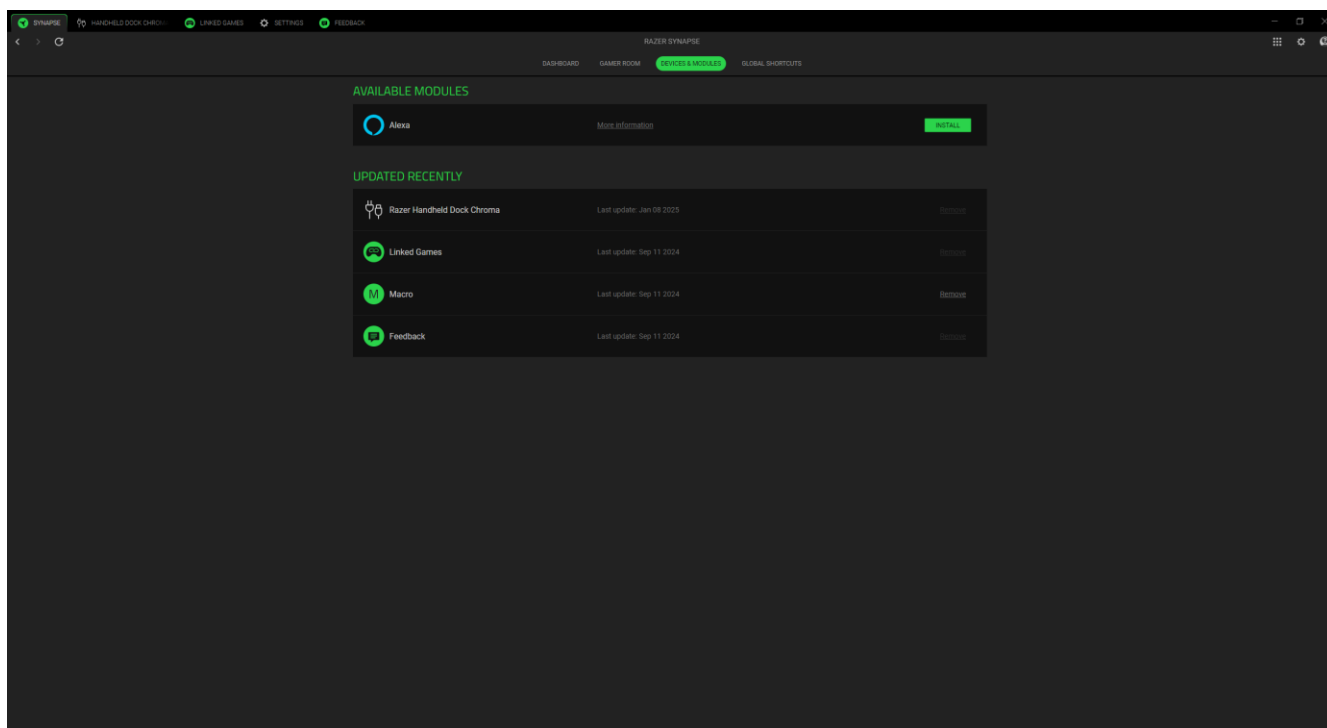 SYNAPSE HANDHELD DOCK CHROM LINKED GAMES SETTINGS FEEDBACK
RAZER SYNAPSE
DASHBOARD GAMER ROOM DEVICES & MODULES GLOBAL SHORTCUTS
AVAILABLE MODULES
Alexa More information INSTALL
UPDATED RECENTLY
Razer Handheld Dock Chroma Last update: Jan 08 2025 Remove
Linked Games Last update: Sep 11 2024 Remove
M Macro Last update: Sep 11 2024 Remove
Feedback Last update: Sep 11 2024 Remove